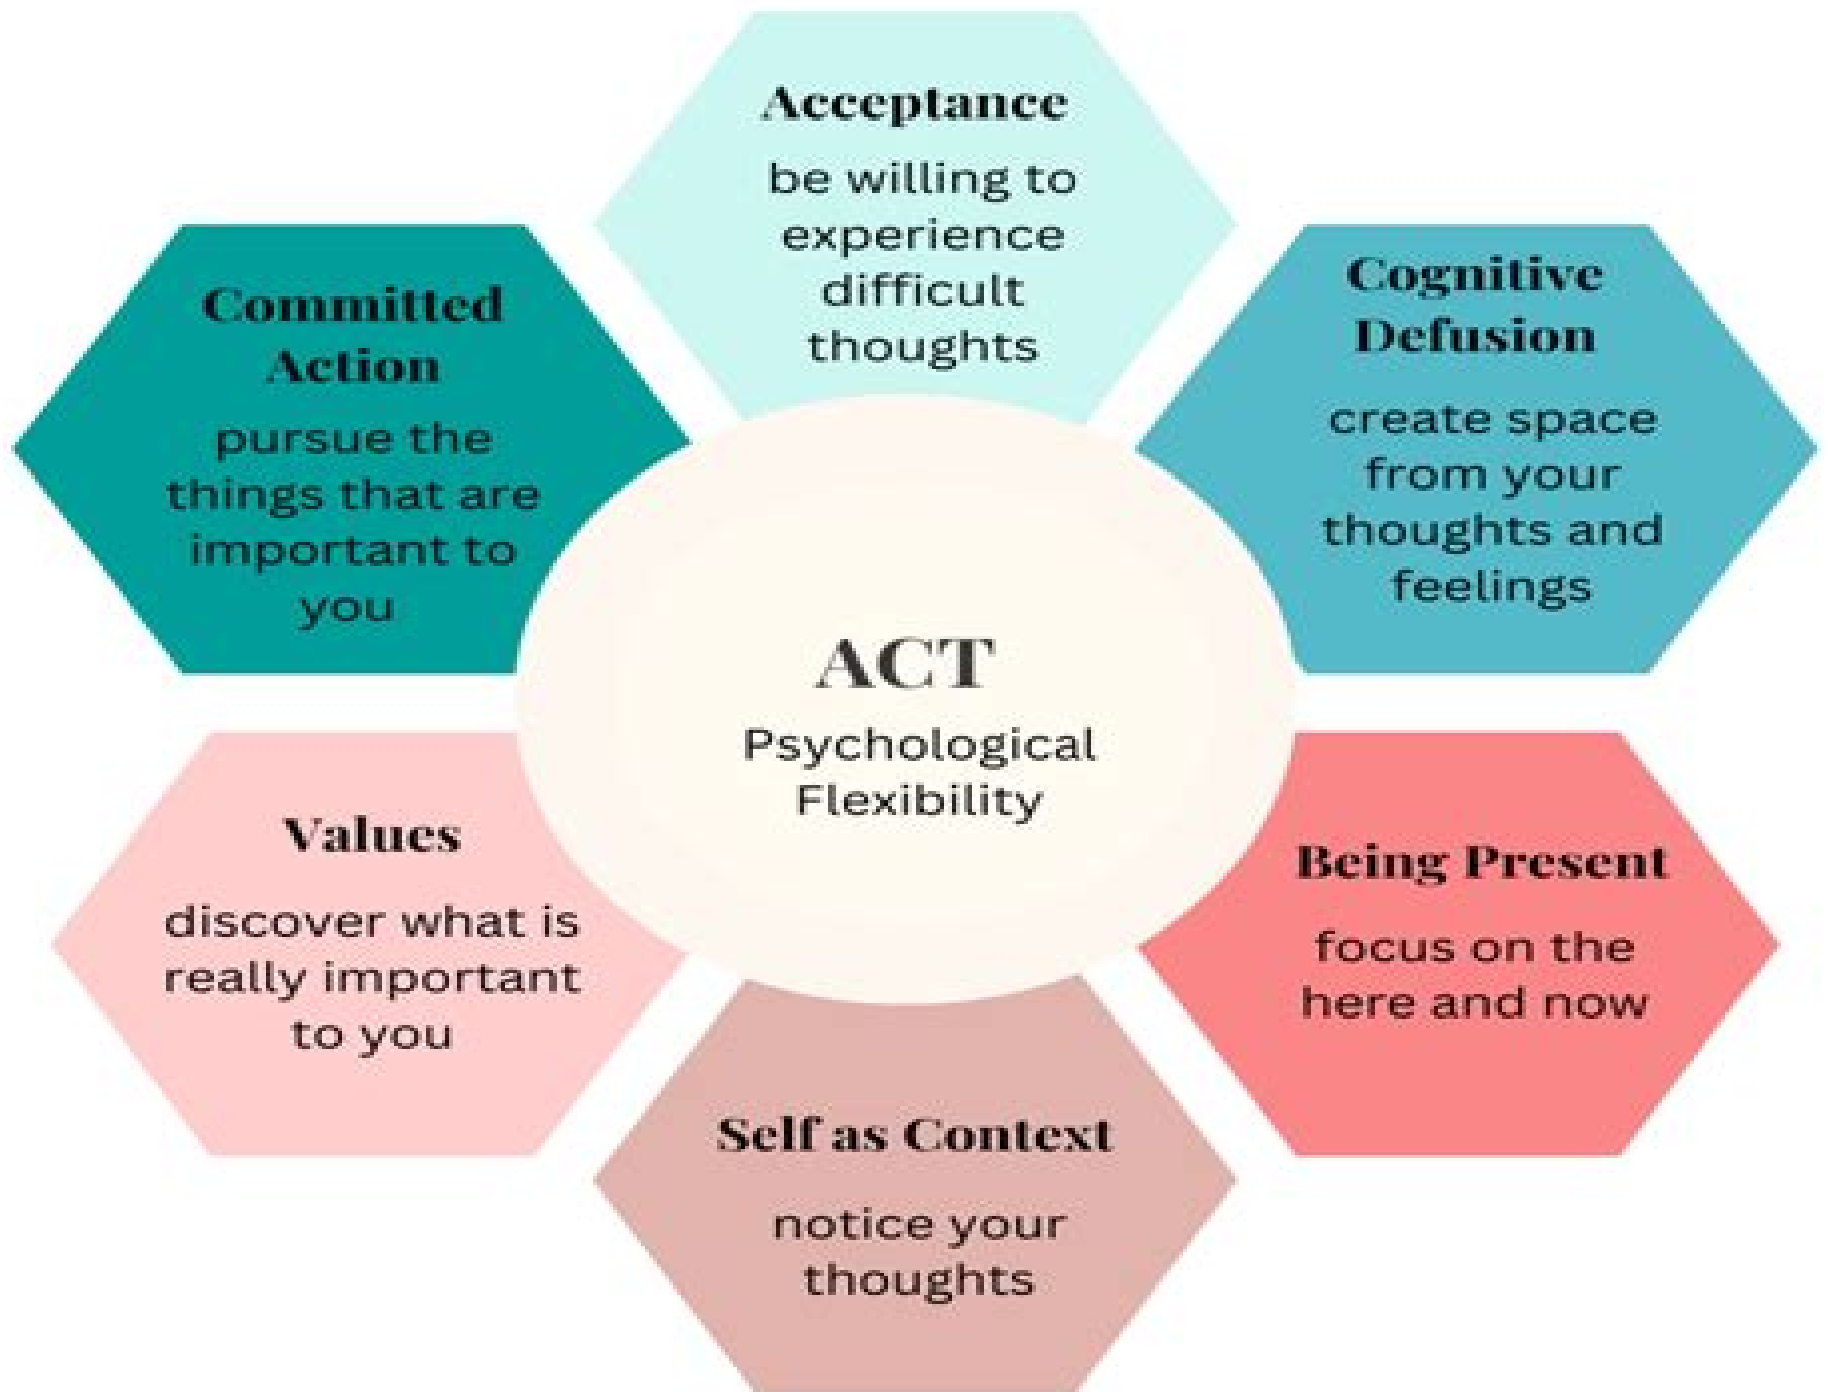 Acceptance
be willing to
experience
difficult
thoughts
Cognitive
Defusion
create space
from your
thoughts and
feelings
Being Present
focus on the
here and now
Self as Context
notice your
thoughts
Values
discover what is
really important
to you
Committed
Action
pursue the
things that are
important to
you
ACT
Psychological
Flexibility